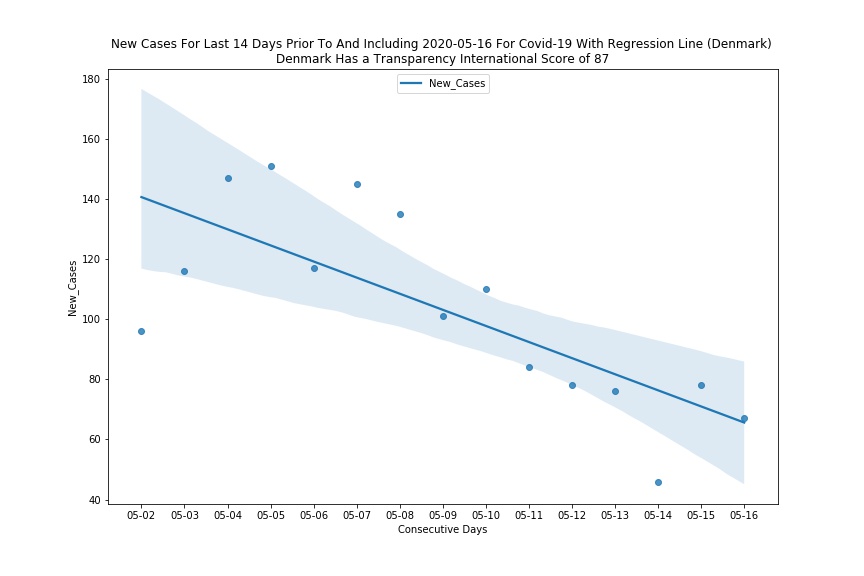 New Cases For Last 14 Days Prior To And Including 2020-05-16 For Covid-19 With Regression Line (Denmark)
Denmark Has a Transparency International Score of 87
New_Cases
180
160
140
120
100
80
60
40
New_Cases
05-02 05-03 05-04 05-05 05-06 05-07 05-08 05-09 05-10 05-11 05-12 05-13 05-14 05-15 05-16
Consecutive Days